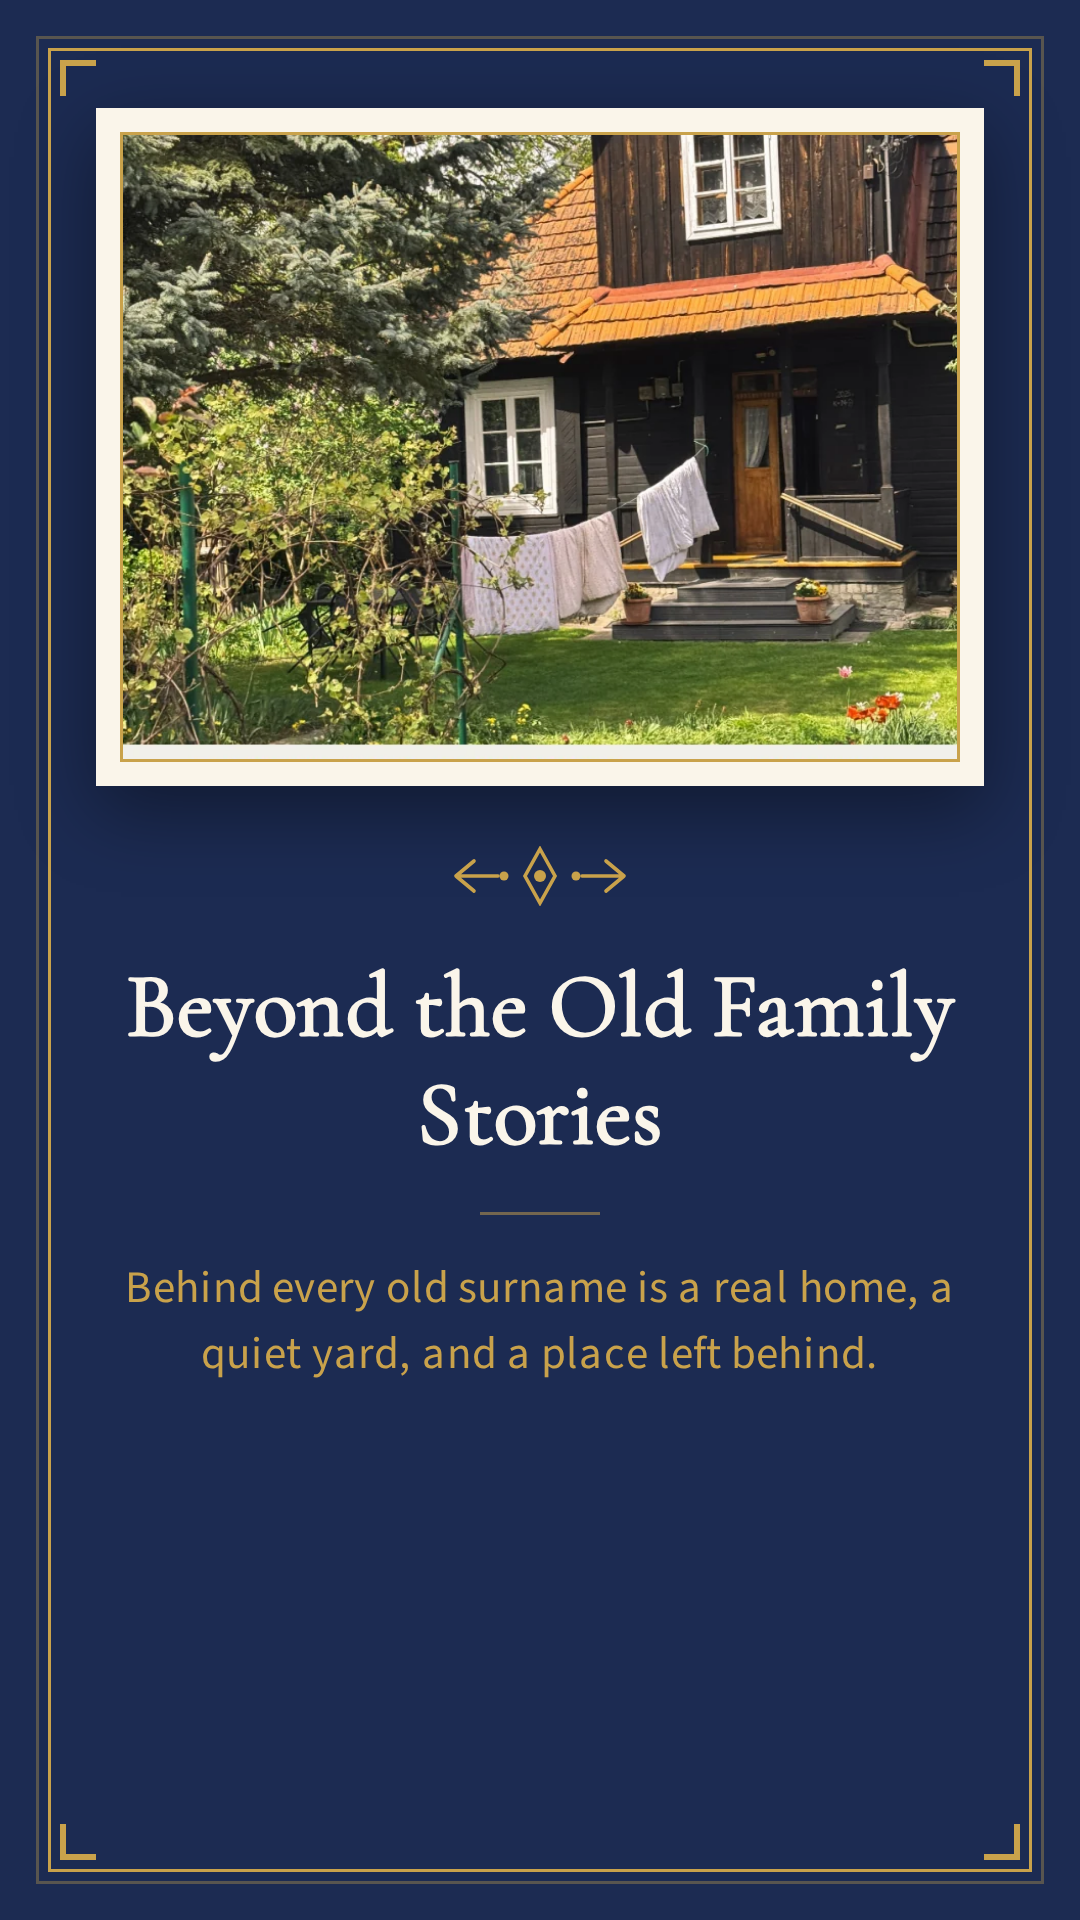 Beyond the Old Family
Stories
Behind every old surname is a real home, a
quiet yard, and a place left behind.